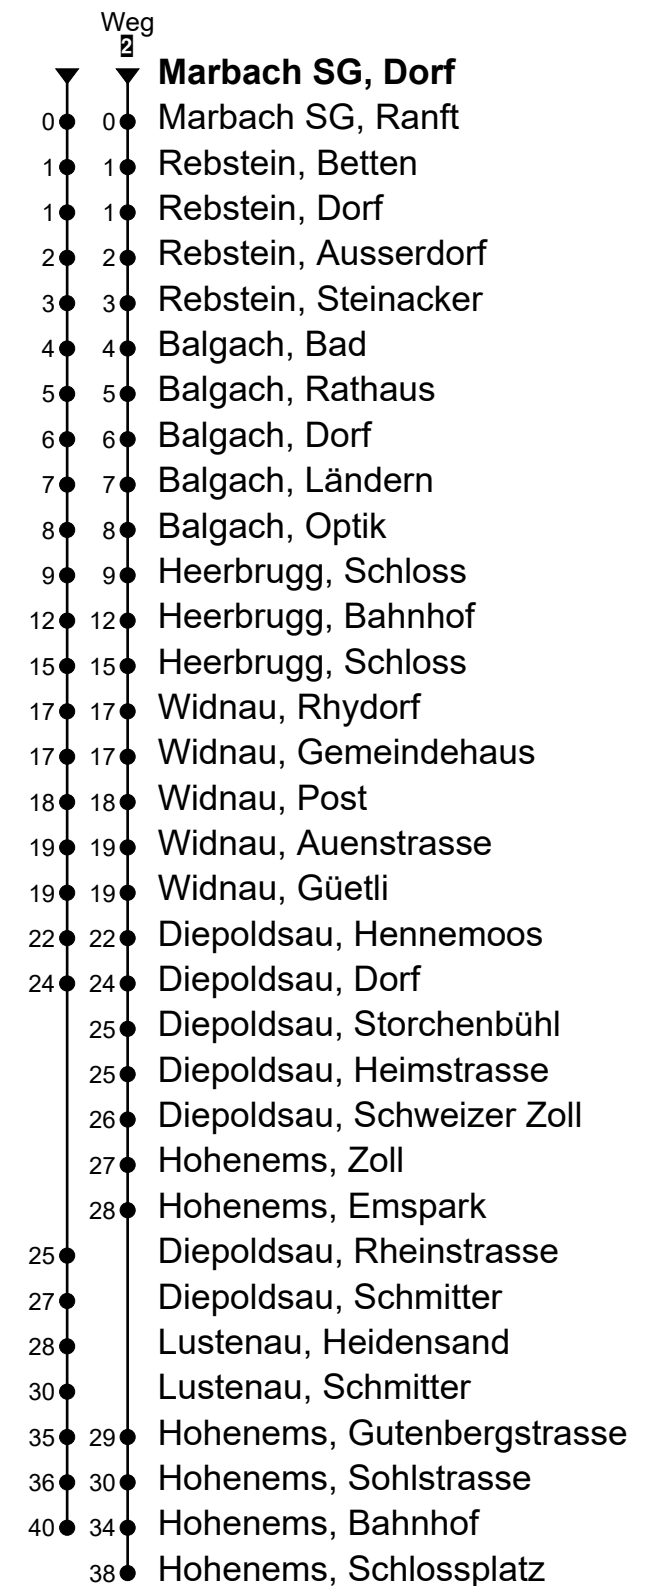 Weg
2
Marbach SG, Dorf
0 0 Marbach SG, Ranft
1 1 Rebstein, Betten
1 1 Rebstein, Dorf
2 2 Rebstein, Ausserdorf
3 3 Rebstein, Steinacker
4 4 Balgach, Bad
5 5 Balgach, Rathaus
6 6 Balgach, Dorf
7 7 Balgach, Ländern
8 8 Balgach, Optik
9 9 Heerbrugg, Schloss
12 12 Heerbrugg, Bahnhof
15 15 Heerbrugg, Schloss
17 17 Widnau, Rhydorf
17 17 Widnau, Gemeindehaus
18 18 Widnau, Post
19 19 Widnau, Auenstrasse
19 19 Widnau, Güetli
22 22 Diepoldsau, Hennemoos
24 24 Diepoldsau, Dorf
25 Diepoldsau, Storchenbühl
25 Diepoldsau, Heimstrasse
26 Diepoldsau, Schweizer Zoll
27 Hohenems, Zoll
28 Hohenems, Emspark
25 Diepoldsau, Rheinstrasse
27 Diepoldsau, Schmitter
28 Lustenau, Heidensand
30 Lustenau, Schmitter
35 29 Hohenems, Gutenbergstrasse
36 30 Hohenems, Sohlstrasse
40 34 Hohenems, Bahnhof
38 Hohenems, Schlossplatz